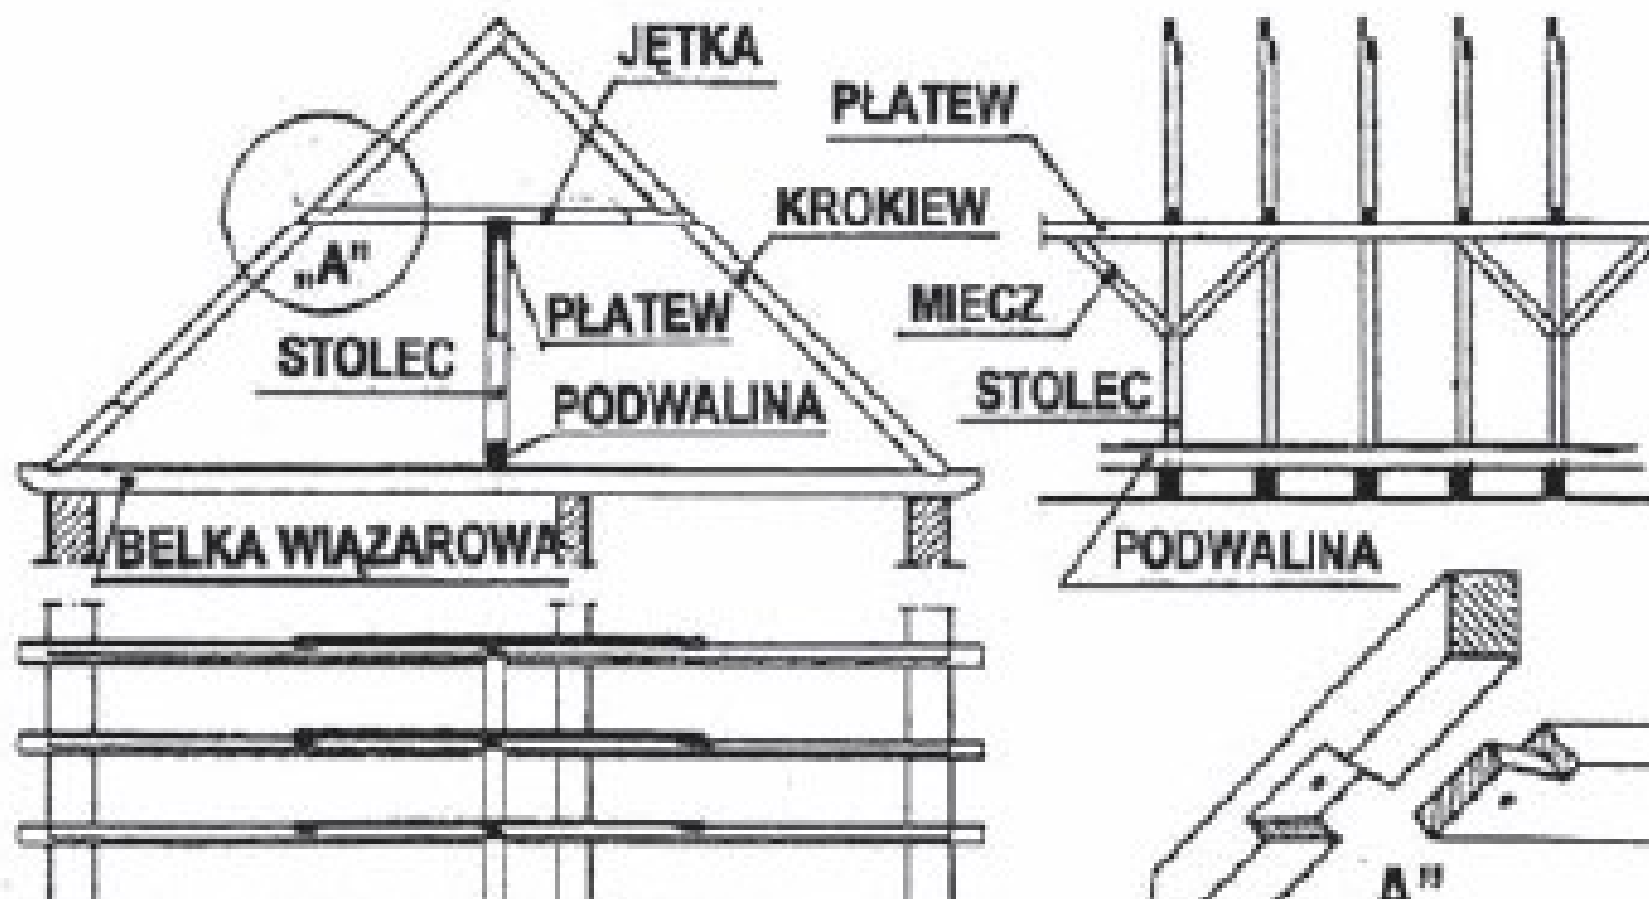 JĘTKA
PŁATEW
KROKIEW
„A”
PŁATEW
MIECZ
STOLEC
STOLEC
PODWALINA
BELKA WIĄZAROWA
PODWALINA
A”